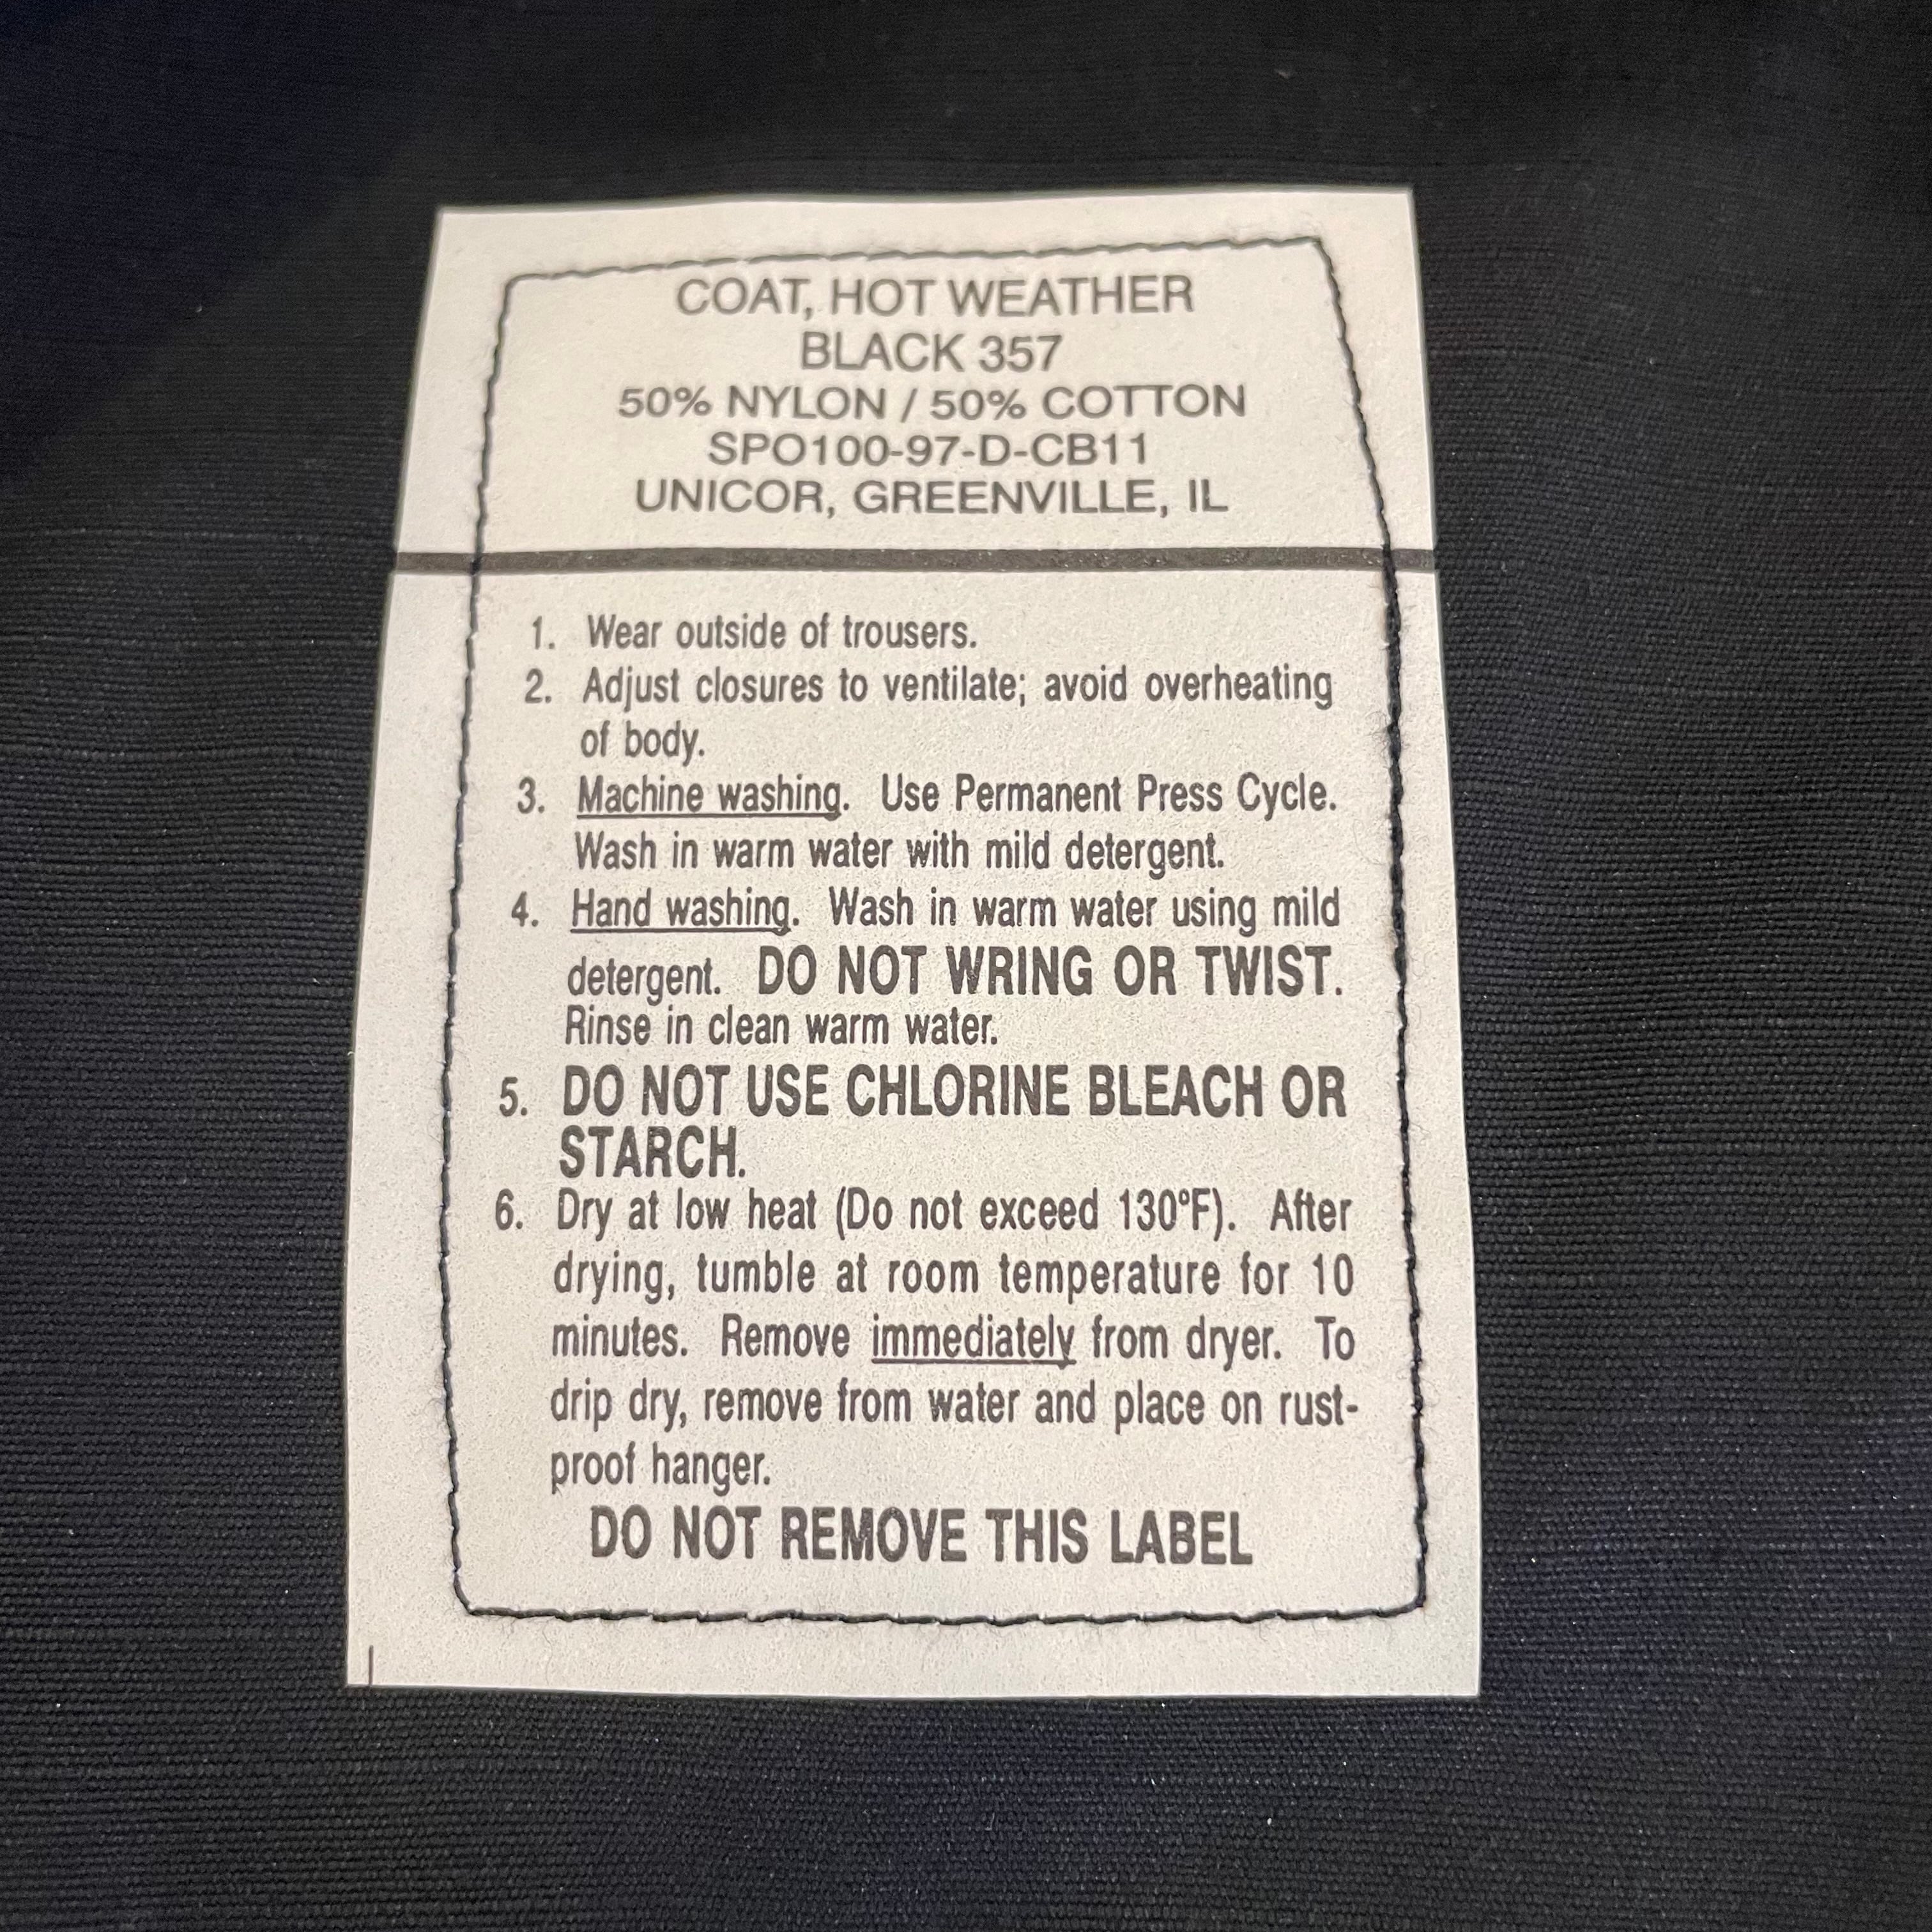 COAT, HOT WEATHER
BLACK 357
50% NYLON / 50% COTTON
SPO100-97-D-CB11
UNICOR, GREENVILLE, IL
1. Wear outside of trousers.
2. Adjust closures to ventilate; avoid overheating
of body.
3. Machine washing. Use Permanent Press Cycle.
Wash in warm water with mild detergent.
4. Hand washing. Wash in warm water using mild
detergent. DO NOT WRING OR TWIST.
Rinse in clean warm water.
5. DO NOT USE CHLORINE BLEACH OR
STARCH.
6. Dry at low heat (Do not exceed 130°F). After
drying, tumble at room temperature for 10
minutes. Remove immediately from dryer. To
drip dry, remove from water and place on rust-
proof hanger.
DO NOT REMOVE THIS LABEL